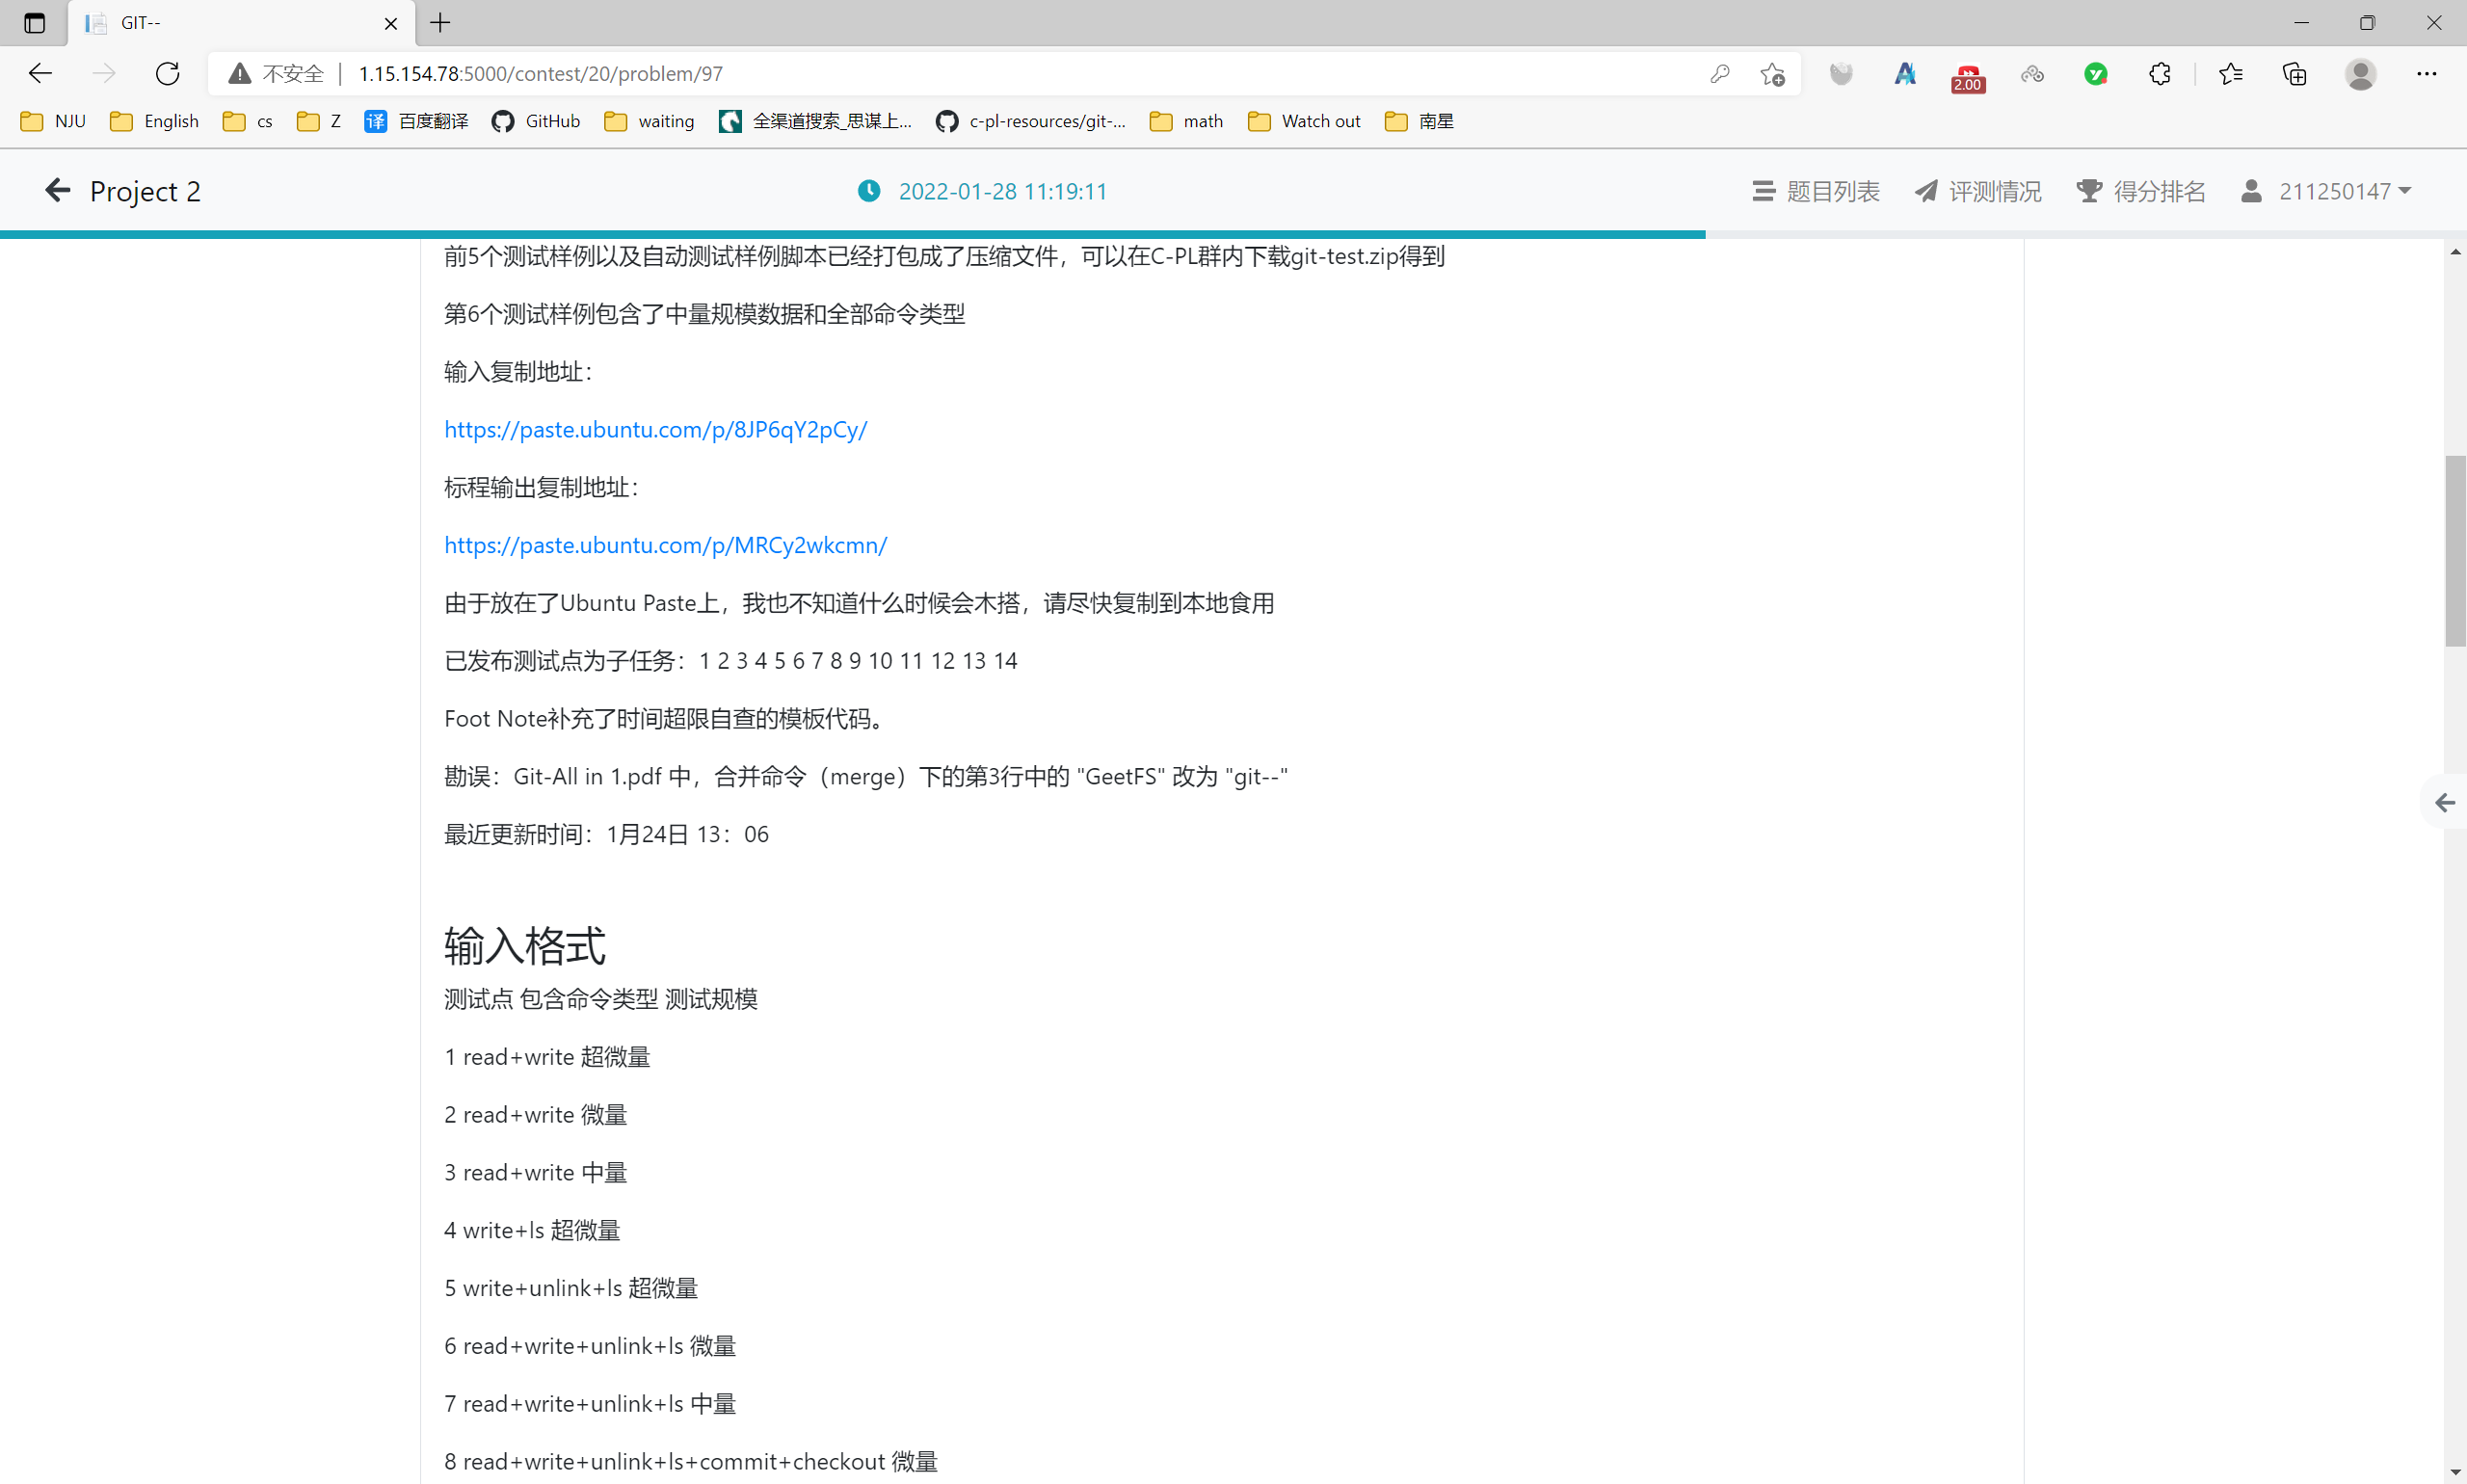 GIT--
不安全 | 1.15.154.78:5000/contest/20/problem/97
2.00
NJU English cs Z 译 百度翻译 GitHub waiting 全渠道搜索_思谋上... c-pl-resources/git-... math Watch out 南星
Project 2 2022-01-28 11:19:11 题目列表 评测情况 得分排名 211250147
前5个测试样例以及自动测试样例脚本已经打包成了压缩文件，可以在C-PL群内下载git-test.zip得到
第6个测试样例包含了中量规模数据和全部命令类型
输入复制地址：
https://paste.ubuntu.com/p/8JP6qY2pCy/
标程输出复制地址：
https://paste.ubuntu.com/p/MRCy2wkcmn/
由于放在了Ubuntu Paste上，我也不知道什么时候会木搭，请尽快复制到本地食用
已发布测试点为子任务：1 2 3 4 5 6 7 8 9 10 11 12 13 14
Foot Note补充了时间超限自查的模板代码。
勘误：Git-All in 1.pdf 中，合并命令（merge）下的第3行中的 "GeetFS" 改为 "git--"
最近更新时间：1月24日 13：06
输入格式
测试点 包含命令类型 测试规模
1 read+write 超微量
2 read+write 微量
3 read+write 中量
4 write+ls 超微量
5 write+unlink+ls 超微量
6 read+write+unlink+ls 微量
7 read+write+unlink+ls 中量
8 read+write+unlink+ls+commit+checkout 微量